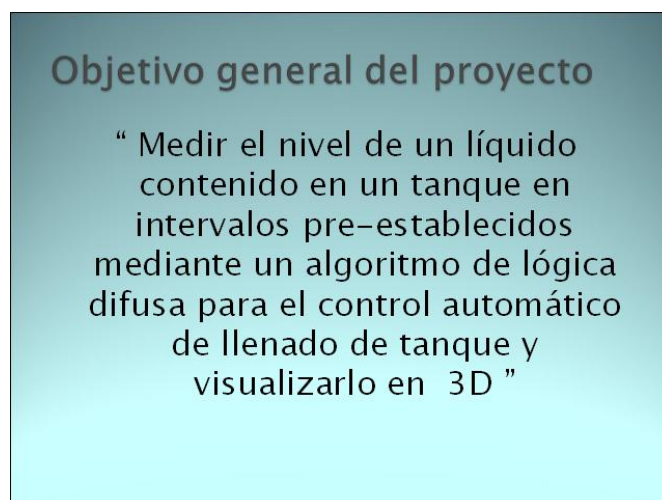 Objetivo general del proyecto
“ Medir el nivel de un líquido
contenido en un tanque en
intervalos pre-establecidos
mediante un algoritmo de lógica
difusa para el control automático
de llenado de tanque y
visualizarlo en  3D ”